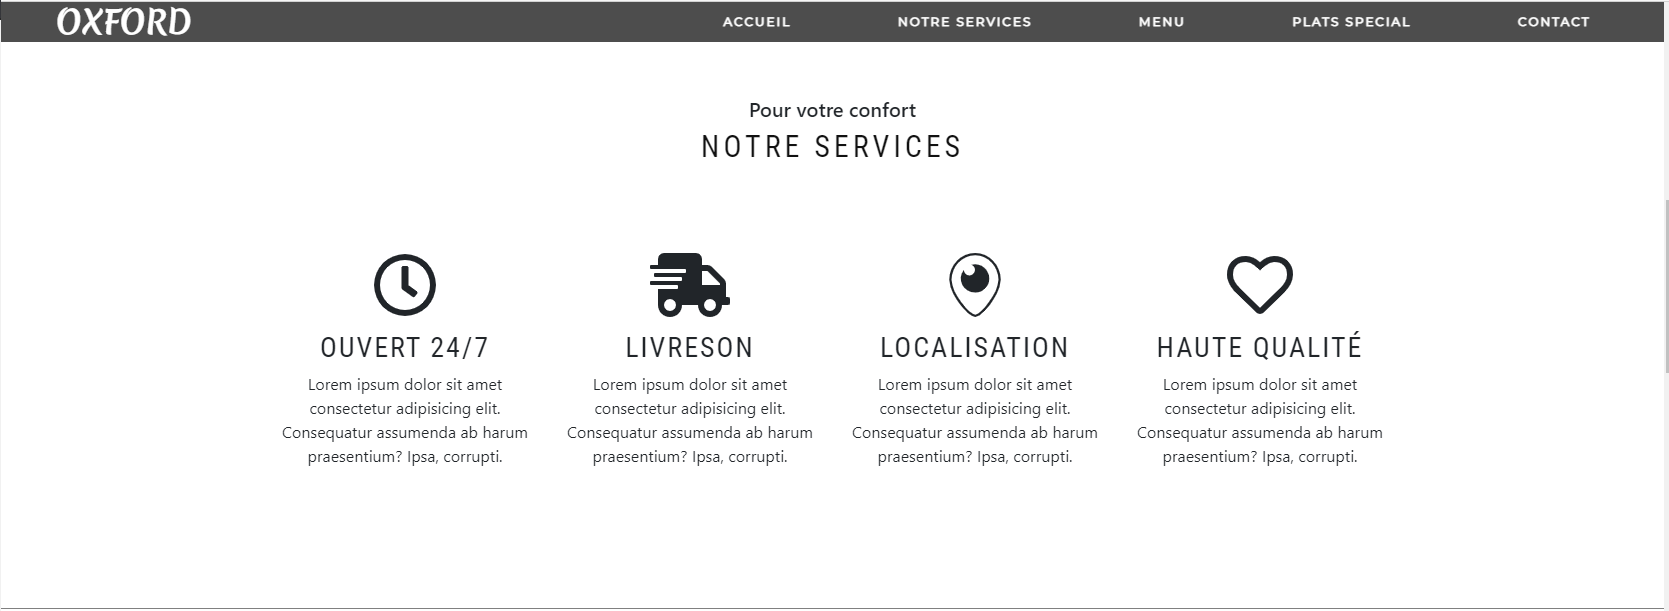 OXFORD ACCUEIL NOTRE SERVICES MENU PLATS SPECIAL CONTACT
Pour votre confort
NOTRE SERVICES
OUVERT 24/7
Lorem ipsum dolor sit amet
consectetur adipisicing elit.
Consequatur assumenda ab harum
praesentium? Ipsa, corrupti.
LIVRESON
Lorem ipsum dolor sit amet
consectetur adipisicing elit.
Consequatur assumenda ab harum
praesentium? Ipsa, corrupti.
LOCALISATION
Lorem ipsum dolor sit amet
consectetur adipisicing elit.
Consequatur assumenda ab harum
praesentium? Ipsa, corrupti.
HAUTE QUALITÉ
Lorem ipsum dolor sit amet
consectetur adipisicing elit.
Consequatur assumenda ab harum
praesentium? Ipsa, corrupti.